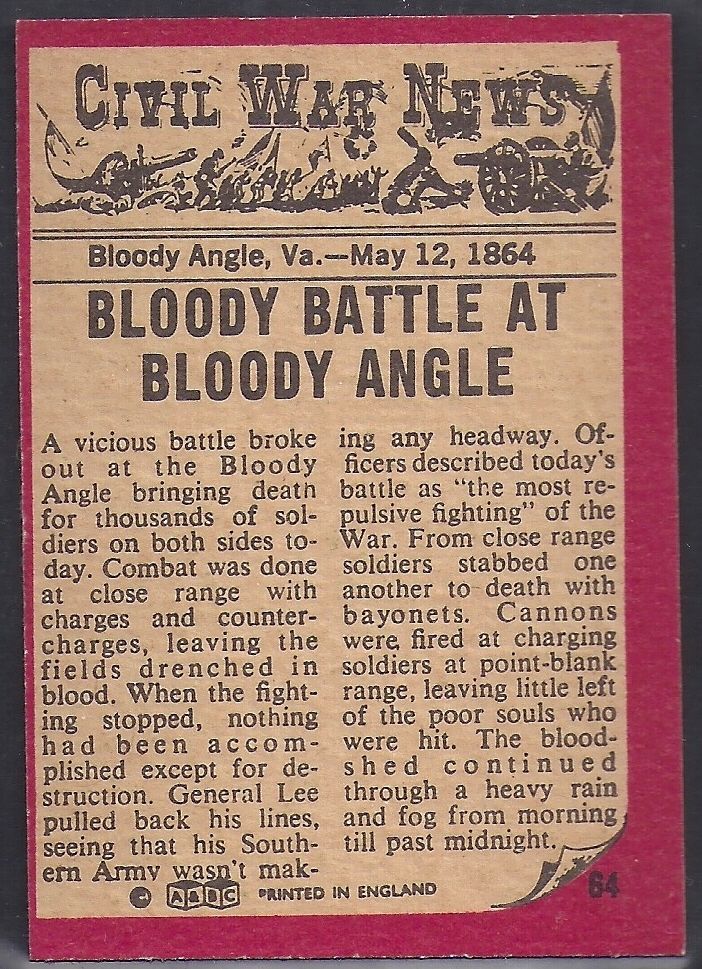 CIVIL WAR NEWS
Bloody Angle, Va.—May 12, 1864
BLOODY BATTLE AT
BLOODY ANGLE
A vicious battle broke
out at the Bloody
Angle bringing death
for thousands of sol-
diers on both sides to-
day. Combat was done
at close range with
charges and counter-
charges, leaving the
fields drenched in
blood. When the fight-
ing stopped, nothing
had been accom-
plished except for de-
struction. General Lee
pulled back his lines,
seeing that his South-
ern Army wasn't mak-
ing any headway. Of-
ficers described today's
battle as "the most re-
pulsive fighting" of the
War. From close range
soldiers stabbed one
another to death with
bayonets. Cannons
were fired at charging
soldiers at point-blank
range, leaving little left
of the poor souls who
were hit. The blood-
shed continued
through a heavy rain
and fog from morning
till past midnight.
© A&BC PRINTED IN ENGLAND
64